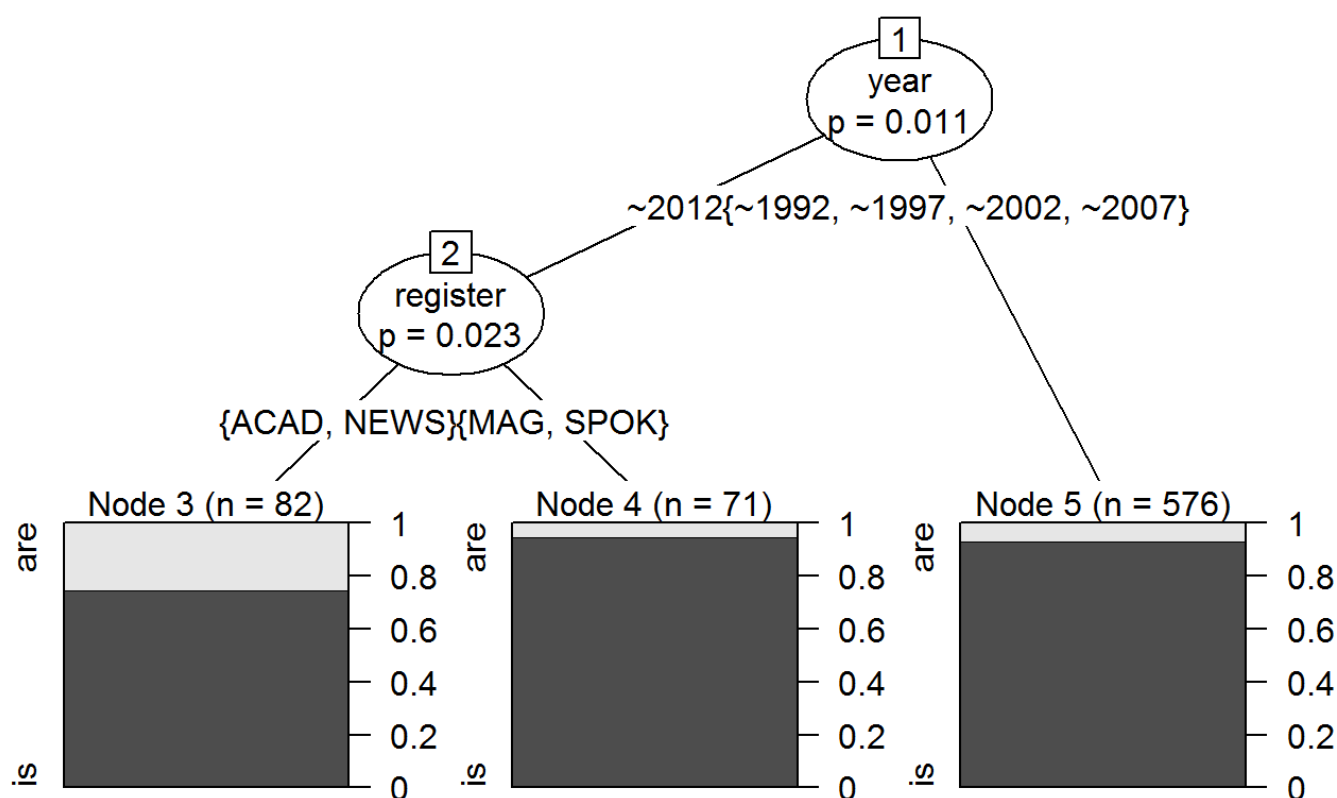 1
year
p = 0.011
~2012{~1992, ~1997, ~2002, ~2007}
2
register
p = 0.023
{ACAD, NEWS}{MAG, SPOK}
Node 3 (n = 82)
are
is
1
0.8
0.6
0.4
0.2
0
Node 4 (n = 71)
are
is
1
0.8
0.6
0.4
0.2
0
Node 5 (n = 576)
are
is
1
0.8
0.6
0.4
0.2
0